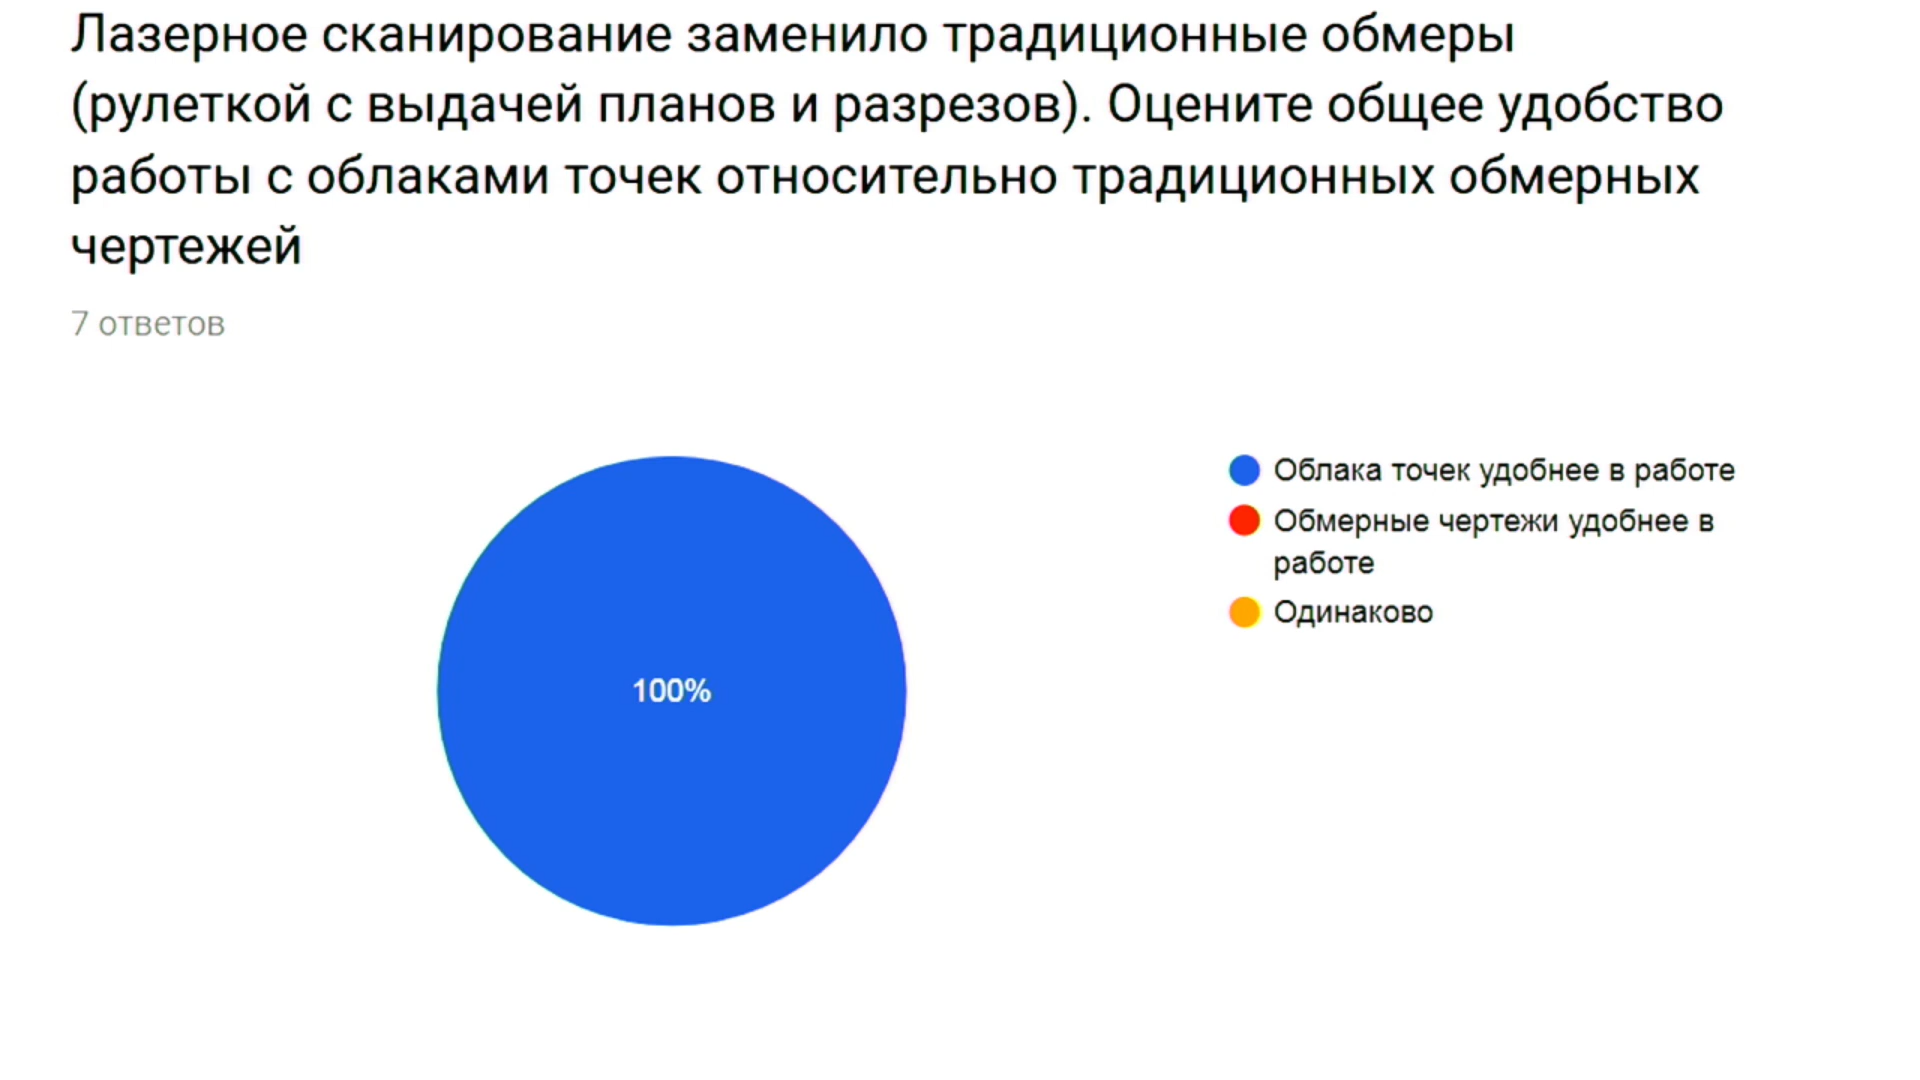 Лазерное сканирование заменило традиционные обмеры
(рулеткой с выдачей планов и разрезов). Оцените общее удобство
работы с облаками точек относительно традиционных обмерных
чертежей
7 ответов
100%
Облака точек удобнее в работе
Обмерные чертежи удобнее в
работе
Одинаково